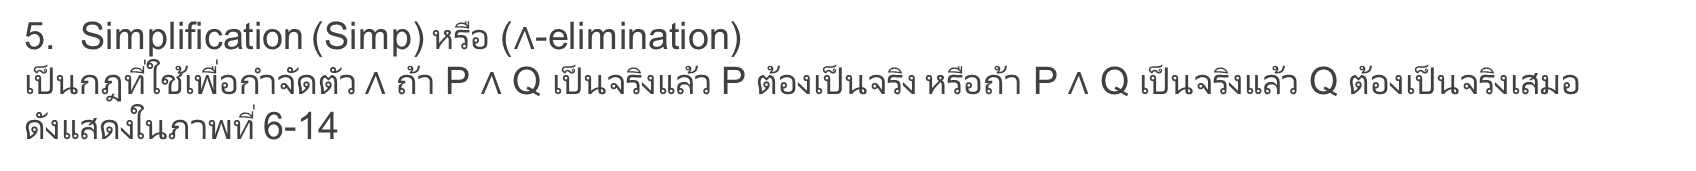 5. Simplification (Simp) หรือ (∧-elimination)
เป็นกฎที่ใช้เพื่อกำจัดตัว ∧ ถ้า P ∧ Q เป็นจริงแล้ว P ต้องเป็นจริง หรือถ้า P ∧ Q เป็นจริงแล้ว Q ต้องเป็นจริงเสมอ
ดังแสดงในภาพที่ 6-14